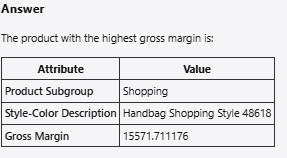 Answer
The product with the highest gross margin is:
Attribute Value
Product Subgroup Shopping
Style-Color Description Handbag Shopping Style 48618
Gross Margin 15571.711176